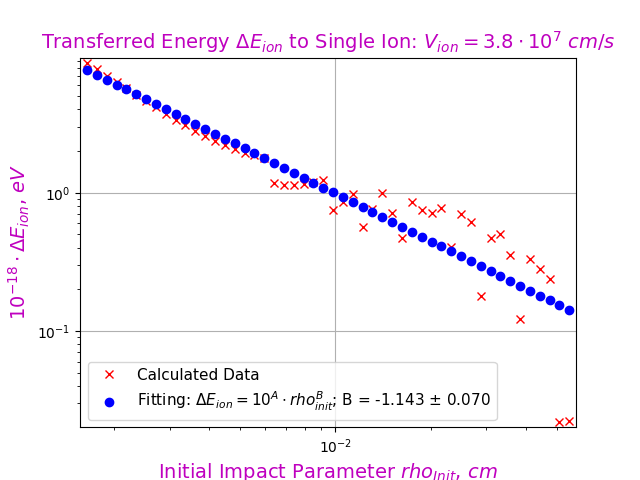 Transferred Energy ΔE_ion to Single Ion: V_ion = 3.8 · 10^7 cm/s
10^-18 · ΔE_ion, eV
10^0
10^-1
Calculated Data
Fitting: ΔE_ion = 10^A · rho_init^B; B = -1.143 ± 0.070
10^-2
Initial Impact Parameter rho_Init, cm